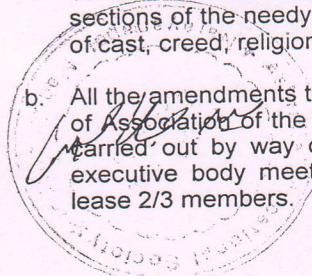 sections of the needy
of cast, creed, religion
b. All the amendments t
of Association of the
carried out by way o
executive body meet
lease 2/3 members.